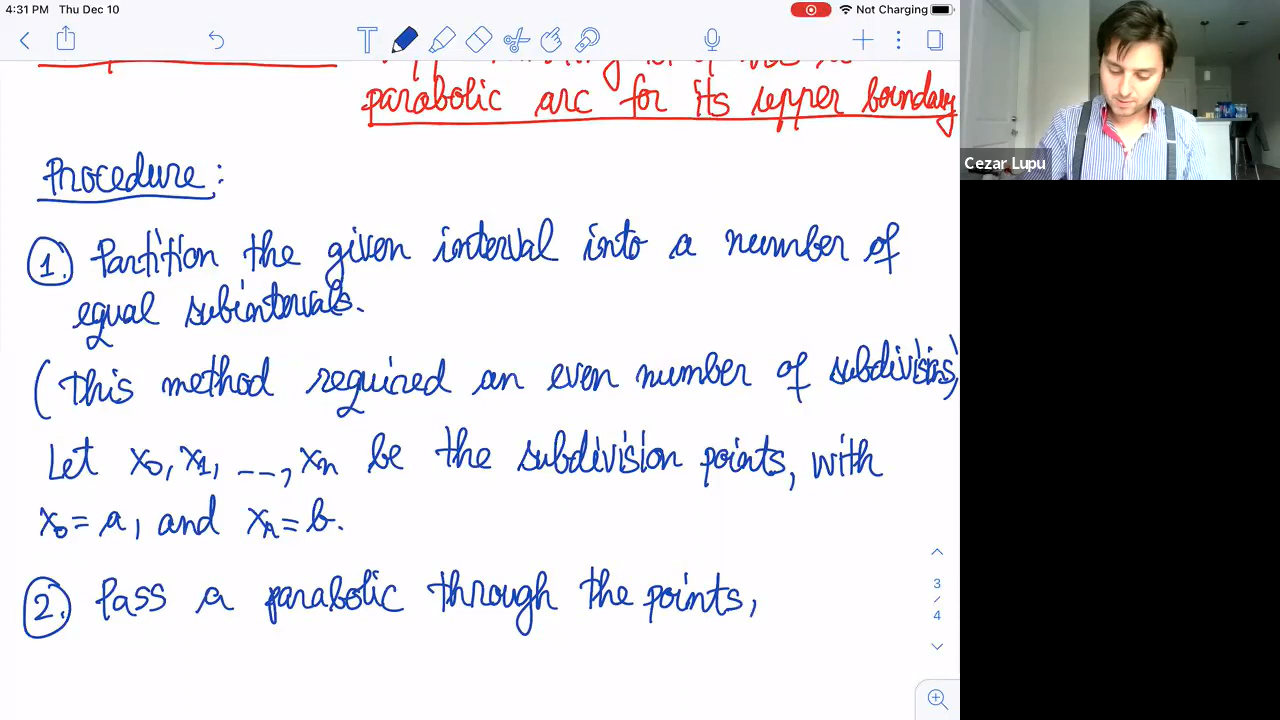 4:31 PM Thu Dec 10
Not Charging
parabolic arc for its upper boundary
Procedure:
1. Partition the given interval into a number of
equal subintervals.
(This method required an even number of
Let x0, x1, ---, xn be the subdivision points, with
x0 = a, and xn = b.
2. Pass a parabolic through the points,
3
/
4
Cezar Lupu